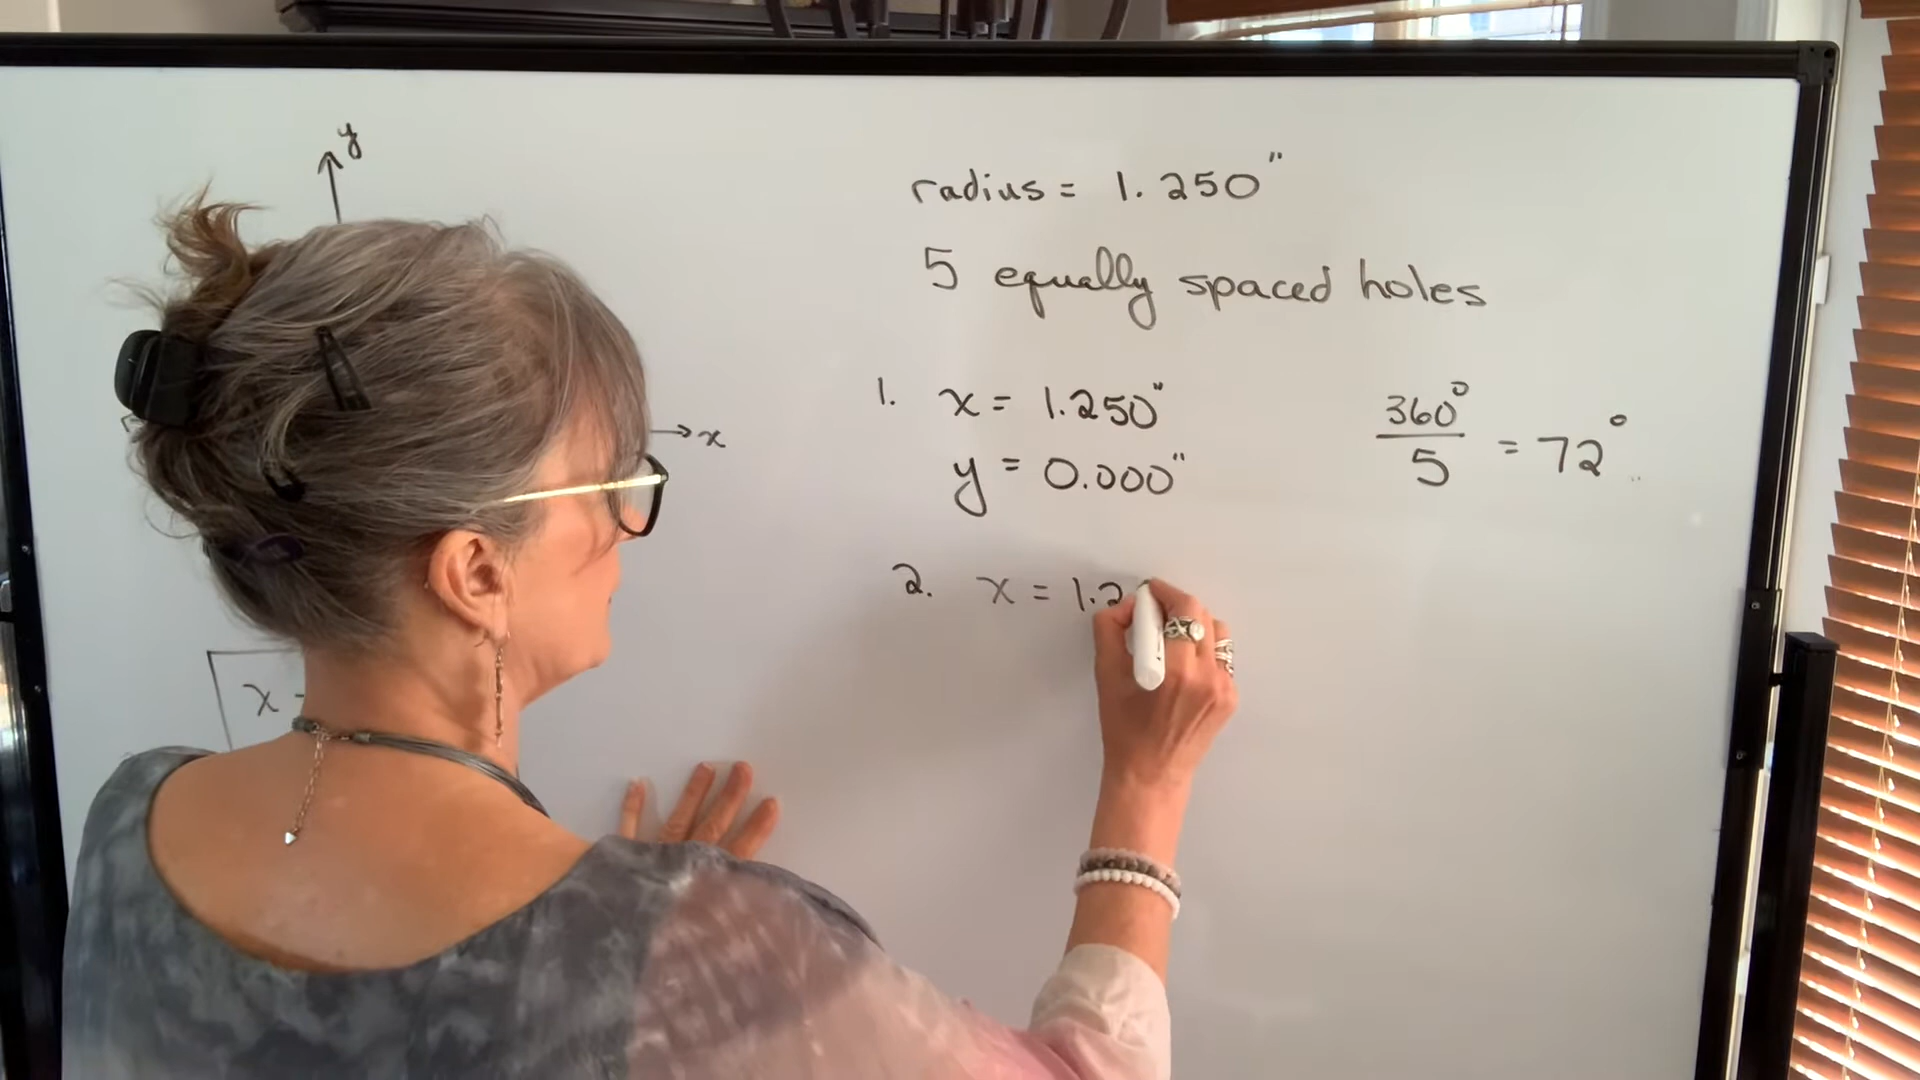 y
x
radius = 1.250"
5 equally spaced holes
1. x = 1.250"
y = 0.000"
360°
5
= 72°
2. x = 1.2
x -